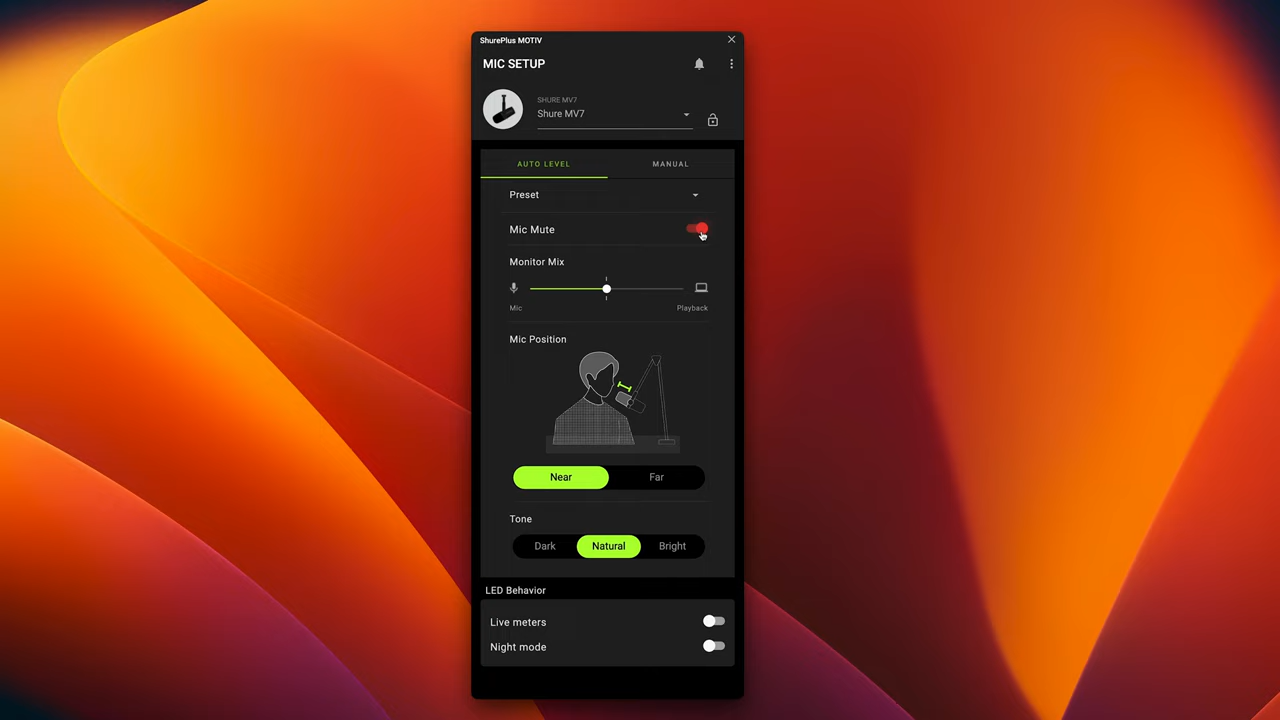 ShurePlus MOTIV
MIC SETUP
SHURE MV7
Shure MV7
AUTO LEVEL MANUAL
Preset
Mic Mute
Monitor Mix
Mic Playback
Mic Position
Near Far
Tone
Dark Natural Bright
LED Behavior
Live meters
Night mode